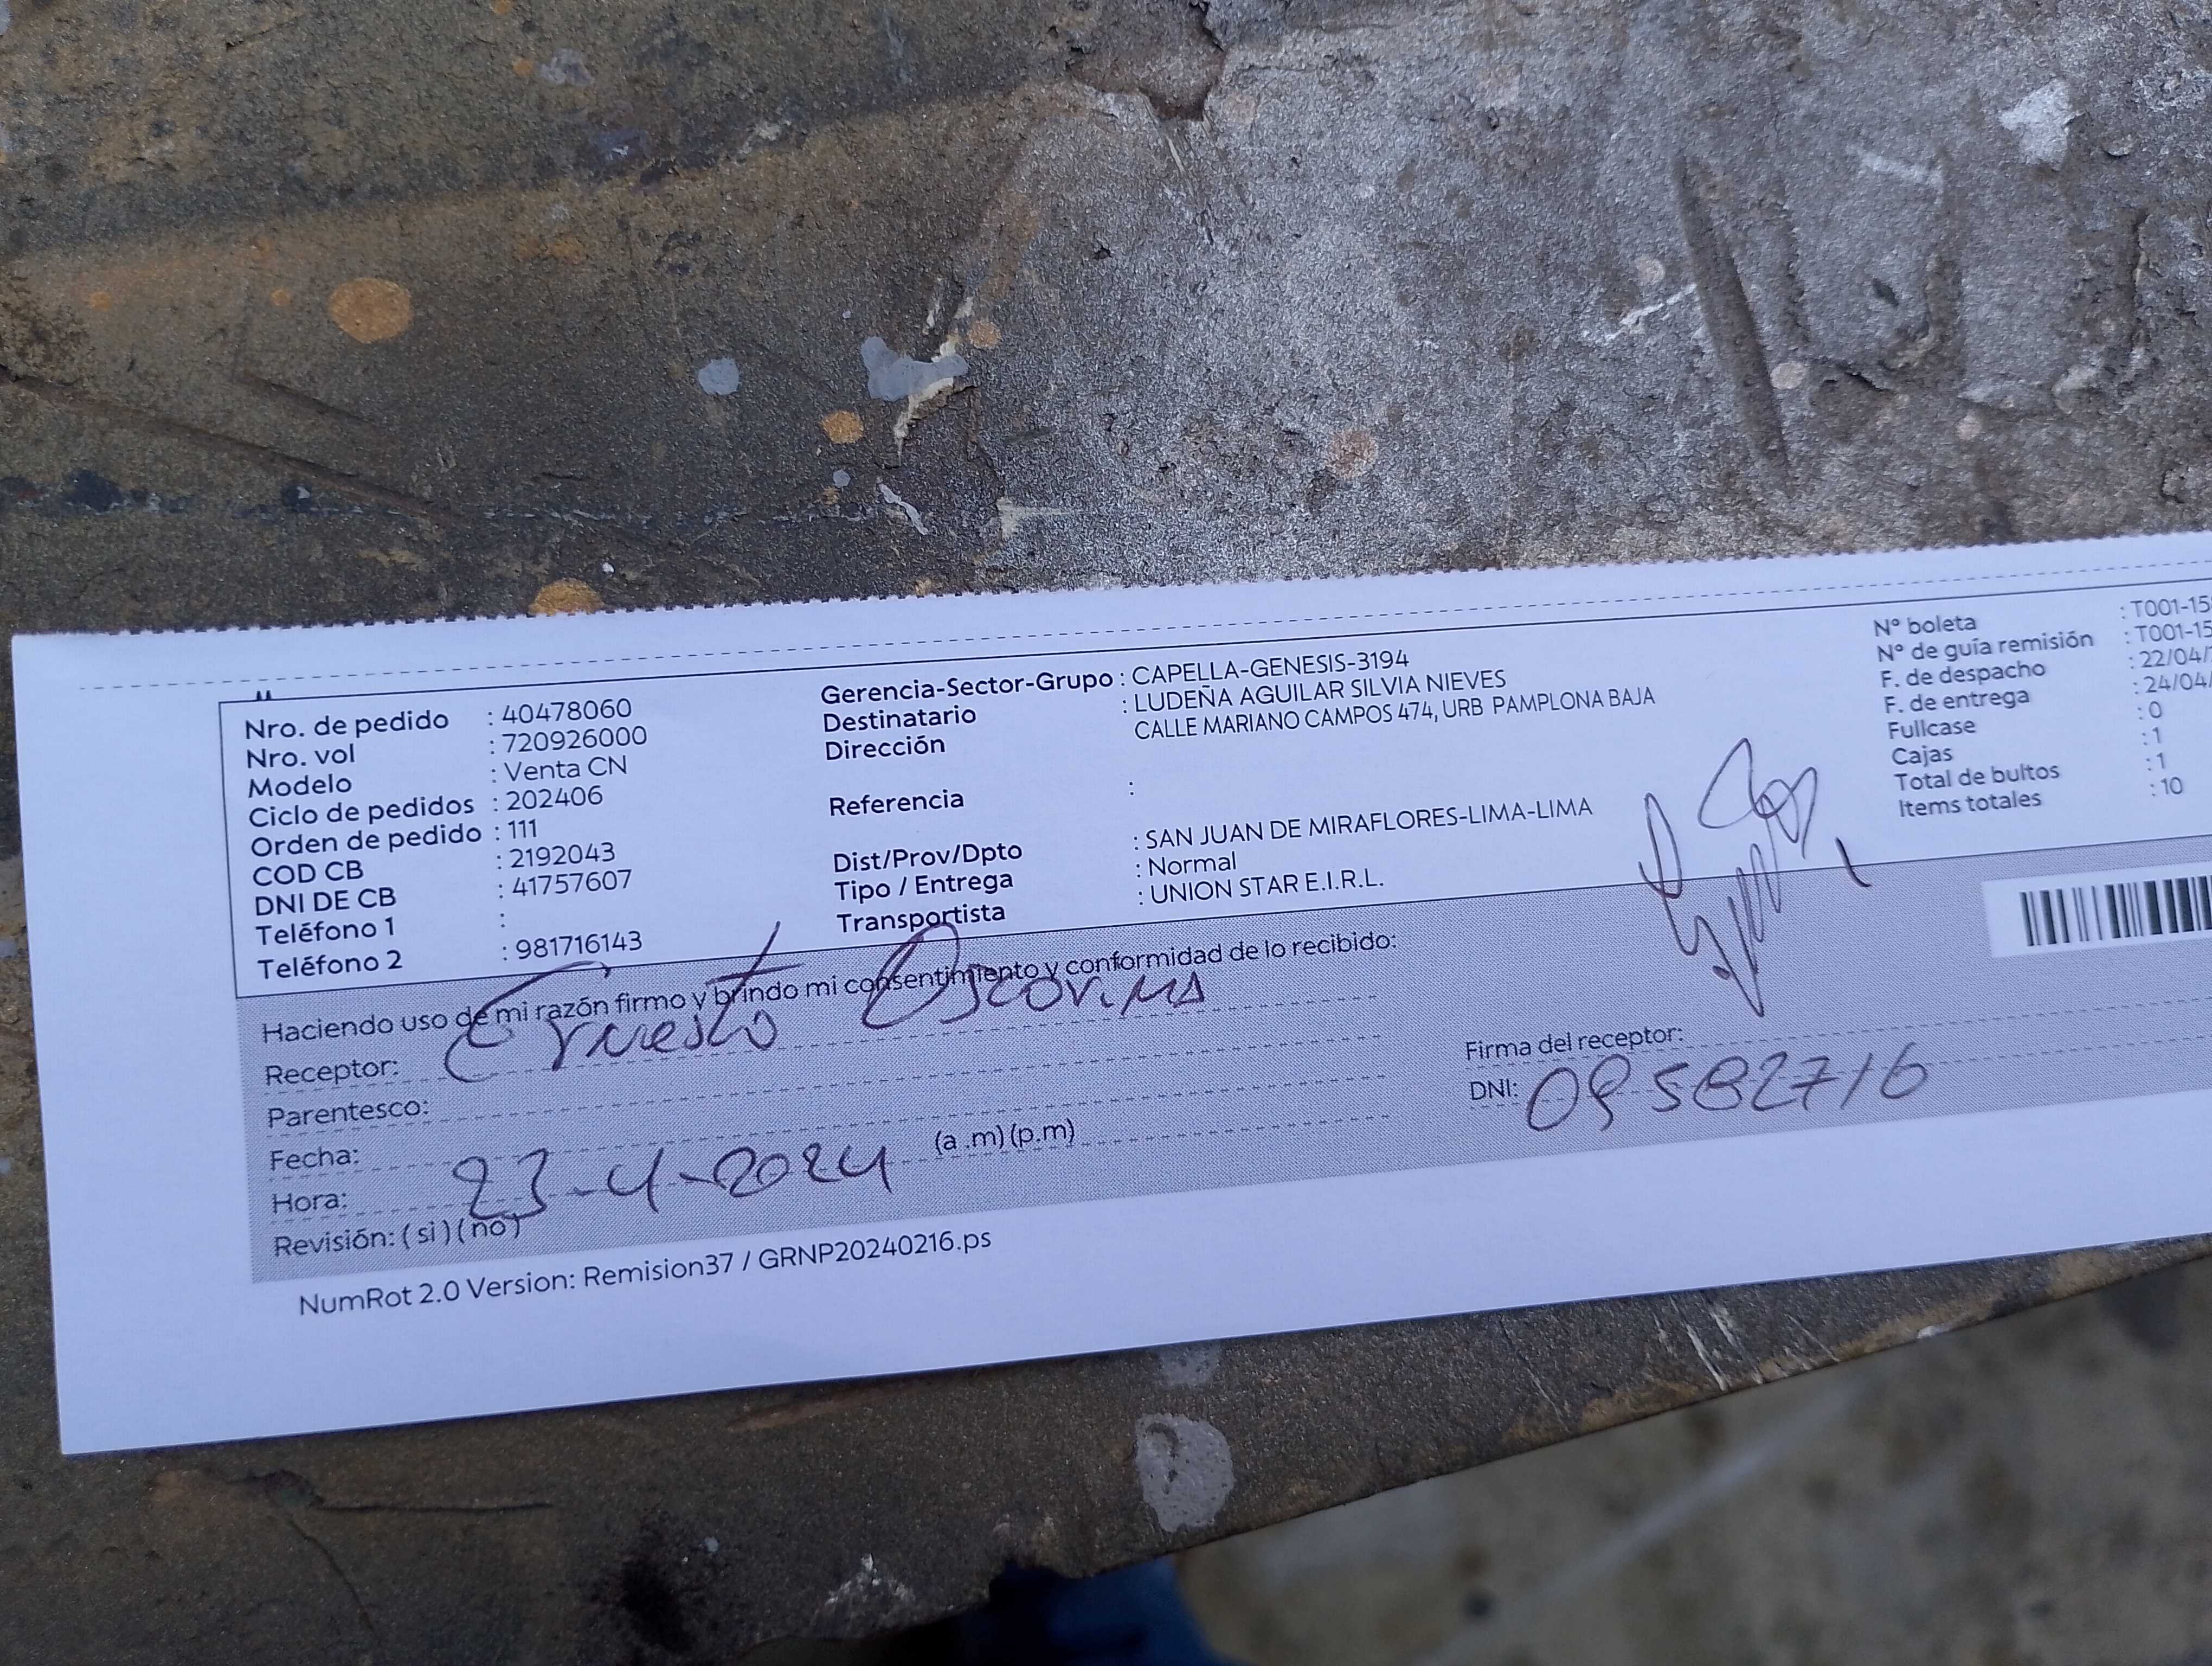 Nro. de pedido : 40478060
Nro. vol : 720926000
Modelo : Venta CN
Ciclo de pedidos : 202406
Orden de pedido : 111
COD CB : 2192043
DNI DE CB : 41757607
Teléfono 1 :
Teléfono 2 : 981716143
Gerencia-Sector-Grupo : CAPELLA-GENESIS-3194
Destinatario : LUDEÑA AGUILAR SILVIA NIEVES
Dirección CALLE MARIANO CAMPOS 474, URB PAMPLONA BAJA
Referencia :
Dist/Prov/Dpto : SAN JUAN DE MIRAFLORES-LIMA-LIMA
Tipo / Entrega : Normal
Transportista : UNION STAR E.I.R.L.
N° boleta : T001-15
N° de guía remisión : T001-15
F. de despacho : 22/04/
F. de entrega : 24/04/
Fullcase : 0
Cajas : 1
Total de bultos : 1
Items totales : 10
Haciendo uso de mi razón firmo y brindo mi consentimiento y conformidad de lo recibido:
Receptor: Ernesto
Parentesco:
Fecha:
Hora: 23-4-2024 (a .m) (p.m)
Revisión: ( si ) ( no )
Firma del receptor:
DNI: 09582716
NumRot 2.0 Version: Remision37 / GRNP20240216.ps